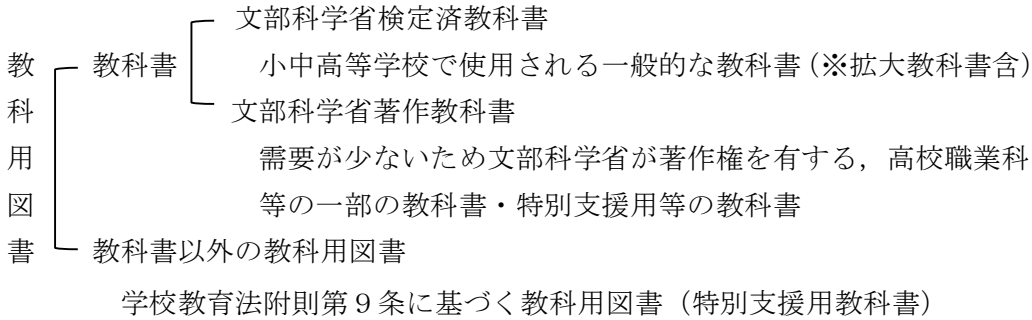 文部科学省検定済教科書
教科書
小中高等学校で使用される一般的な教科書(※拡大教科書含)
文部科学省著作教科書
需要が少ないため文部科学省が著作権を有する，高校職業科
等の一部の教科書・特別支援用等の教科書
教科用図書
教科書以外の教科用図書
学校教育法附則第９条に基づく教科用図書（特別支援用教科書）